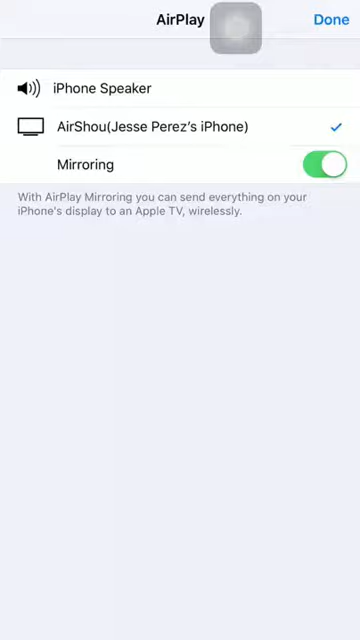 AirPlay
Done
iPhone Speaker
AirShou(Jesse Perez's iPhone)
Mirroring
With AirPlay Mirroring you can send everything on your
iPhone's display to an Apple TV, wirelessly.